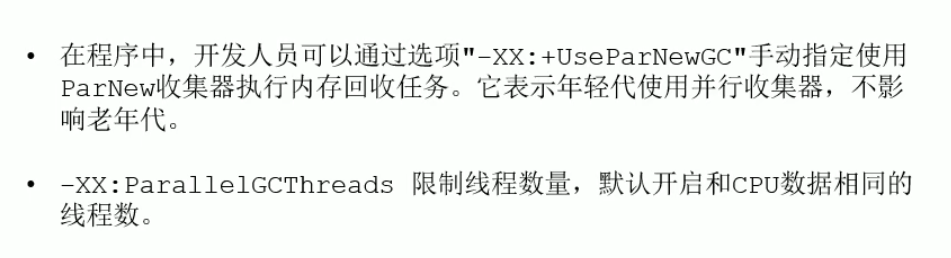 • 在程序中，开发人员可以通过选项"-XX:+UseParNewGC"手动指定使用
ParNew收集器执行内存回收任务。它表示年轻代使用并行收集器，不影
响老年代。
• -XX:ParallelGCThreads 限制线程数量，默认开启和CPU数据相同的
线程数。